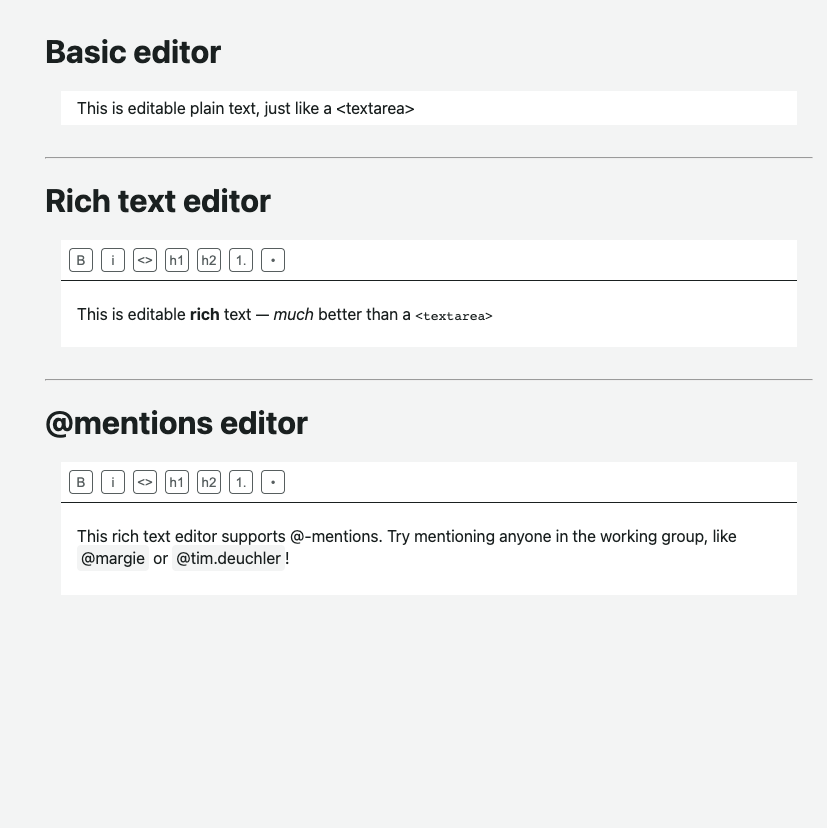 Basic editor
This is editable plain text, just like a <textarea>
Rich text editor
B i <> h1 h2 1. •
This is editable rich text — much better than a <textarea>
@mentions editor
B i <> h1 h2 1. •
This rich text editor supports @-mentions. Try mentioning anyone in the working group, like
@margie or @tim.deuchler!